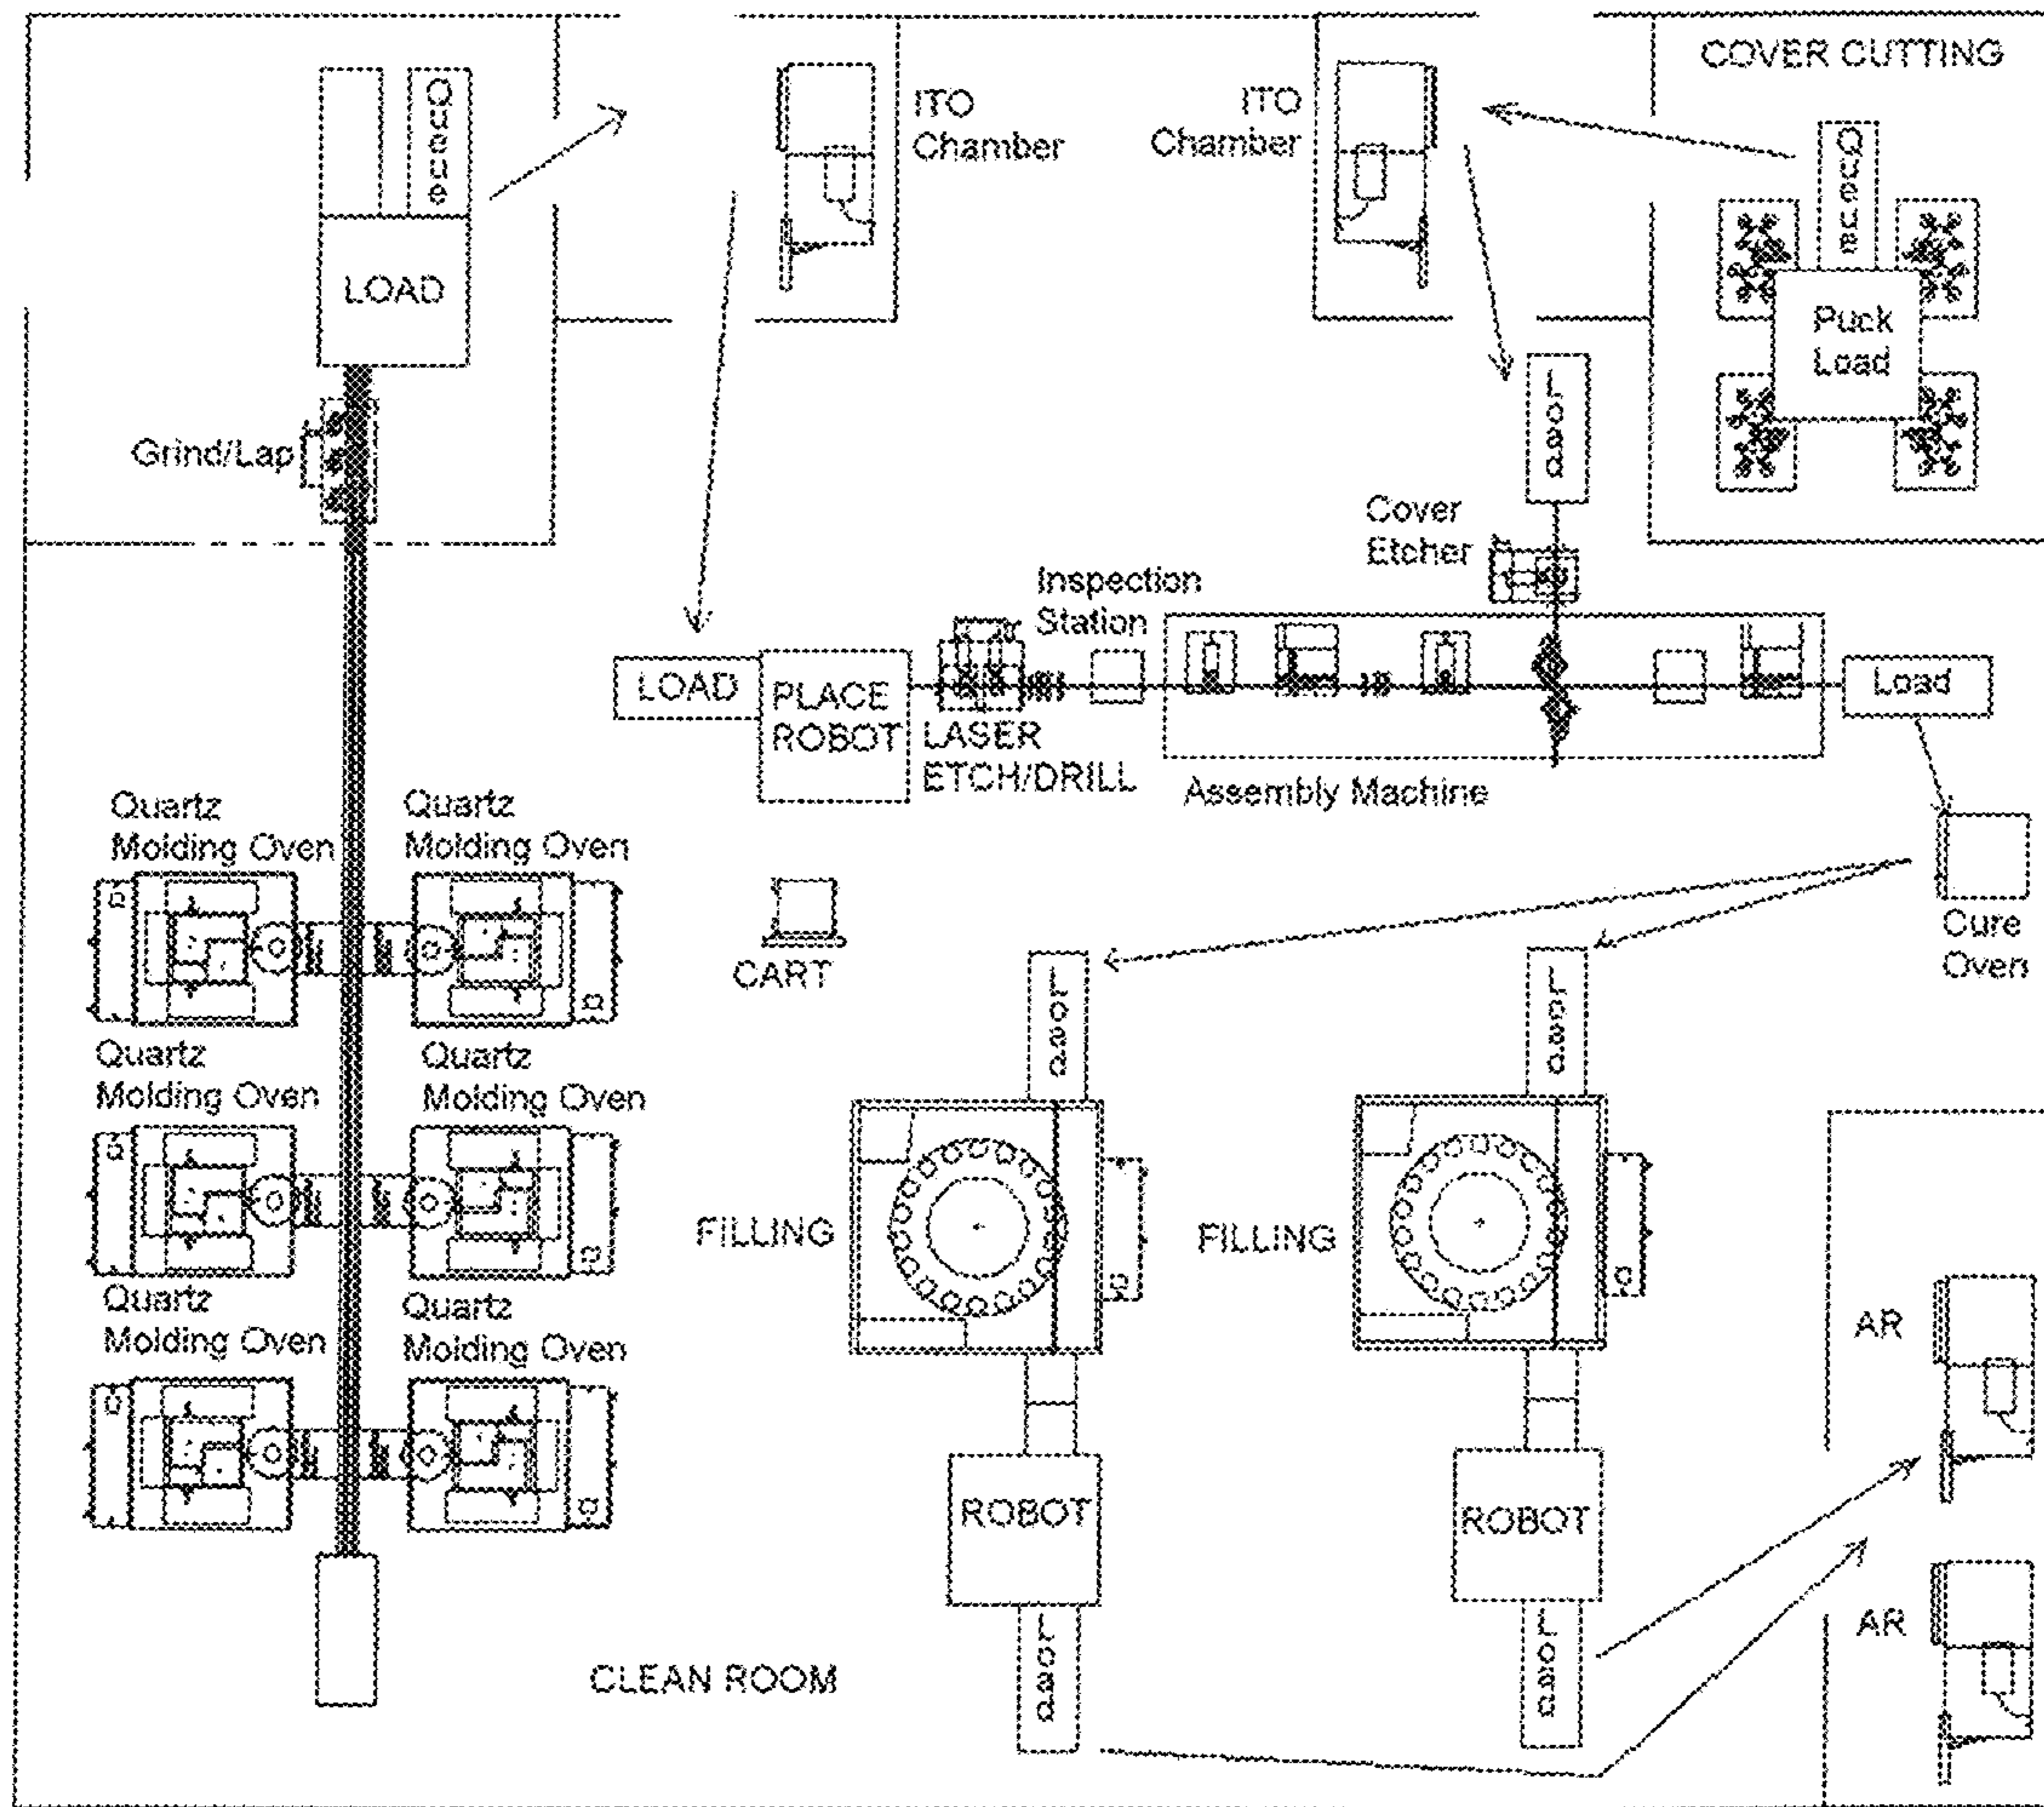 COVER CUTTING
Queue
ITO
Chamber
ITO
Chamber
Queue
LOAD
Puck
Load
Load
Grind/Lap
Cover
Etcher
Inspection
Station
LOAD
PLACE
ROBOT
LASER
ETCH/DRILL
Assembly Machine
Load
Quartz
Molding Oven
Quartz
Molding Oven
CART
Cure
Oven
Load
Load
Quartz
Molding Oven
Quartz
Molding Oven
FILLING
FILLING
Quartz
Molding Oven
Quartz
Molding Oven
AR
ROBOT
ROBOT
AR
Load
Load
CLEAN ROOM